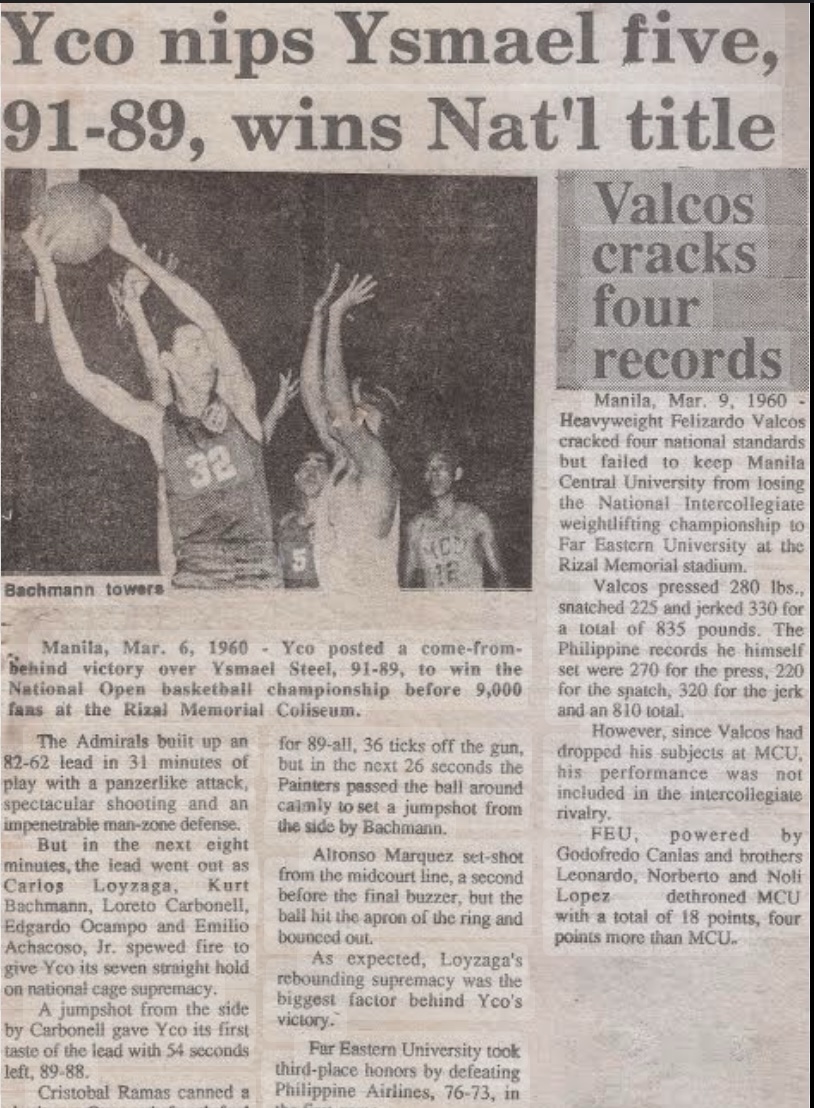 Yco nips Ysmael five,
91-89, wins Nat'l title
32
5
MCU
12
Bachmann towers
Manila, Mar. 6, 1960 - Yco posted a come-from-
behind victory over Ysmael Steel, 91-89, to win the
National Open basketball championship before 9,000
fans at the Rizal Memorial Coliseum.
The Admirals built up an
82-62 lead in 31 minutes of
play with a panzerlike attack,
spectacular shooting and an
impenetrable man-zone defense.
But in the next eight
minutes, the lead went out as
Carlos Loyzaga, Kurt
Bachmann, Loreto Carbonell,
Edgardo Ocampo and Emilio
Achacoso, Jr. spewed fire to
give Yco its seven straight hold
on national cage supremacy.
A jumpshot from the side
by Carbonell gave Yco its first
taste of the lead with 54 seconds
left, 89-88.
Cristobal Ramas canned a
for 89-all, 36 ticks off the gun,
but in the next 26 seconds the
Painters passed the ball around
calmly to set a jumpshot from
the side by Bachmann.
Alfonso Marquez set-shot
from the midcourt line, a second
before the final buzzer, but the
ball hit the apron of the ring and
bounced out.
As expected, Loyzaga's
rebounding supremacy was the
biggest factor behind Yco's
victory.
Far Eastern University took
third-place honors by defeating
Philippine Airlines, 76-73, in
Valcos
cracks
four
records
Manila, Mar. 9, 1960 -
Heavyweight Felizardo Valcos
cracked four national standards
but failed to keep Manila
Central University from losing
the National Intercollegiate
weightlifting championship to
Far Eastern University at the
Rizal Memorial stadium.
Valcos pressed 280 lbs.,
snatched 225 and jerked 330 for
a total of 835 pounds. The
Philippine records he himself
set were 270 for the press, 220
for the snatch, 320 for the jerk
and an 810 total.
However, since Valcos had
dropped his subjects at MCU,
his performance was not
included in the intercollegiate
rivalry.
FEU, powered by
Godofredo Canlas and brothers
Leonardo, Norberto and Noli
Lopez dethroned MCU
with a total of 18 points, four
points more than MCU.